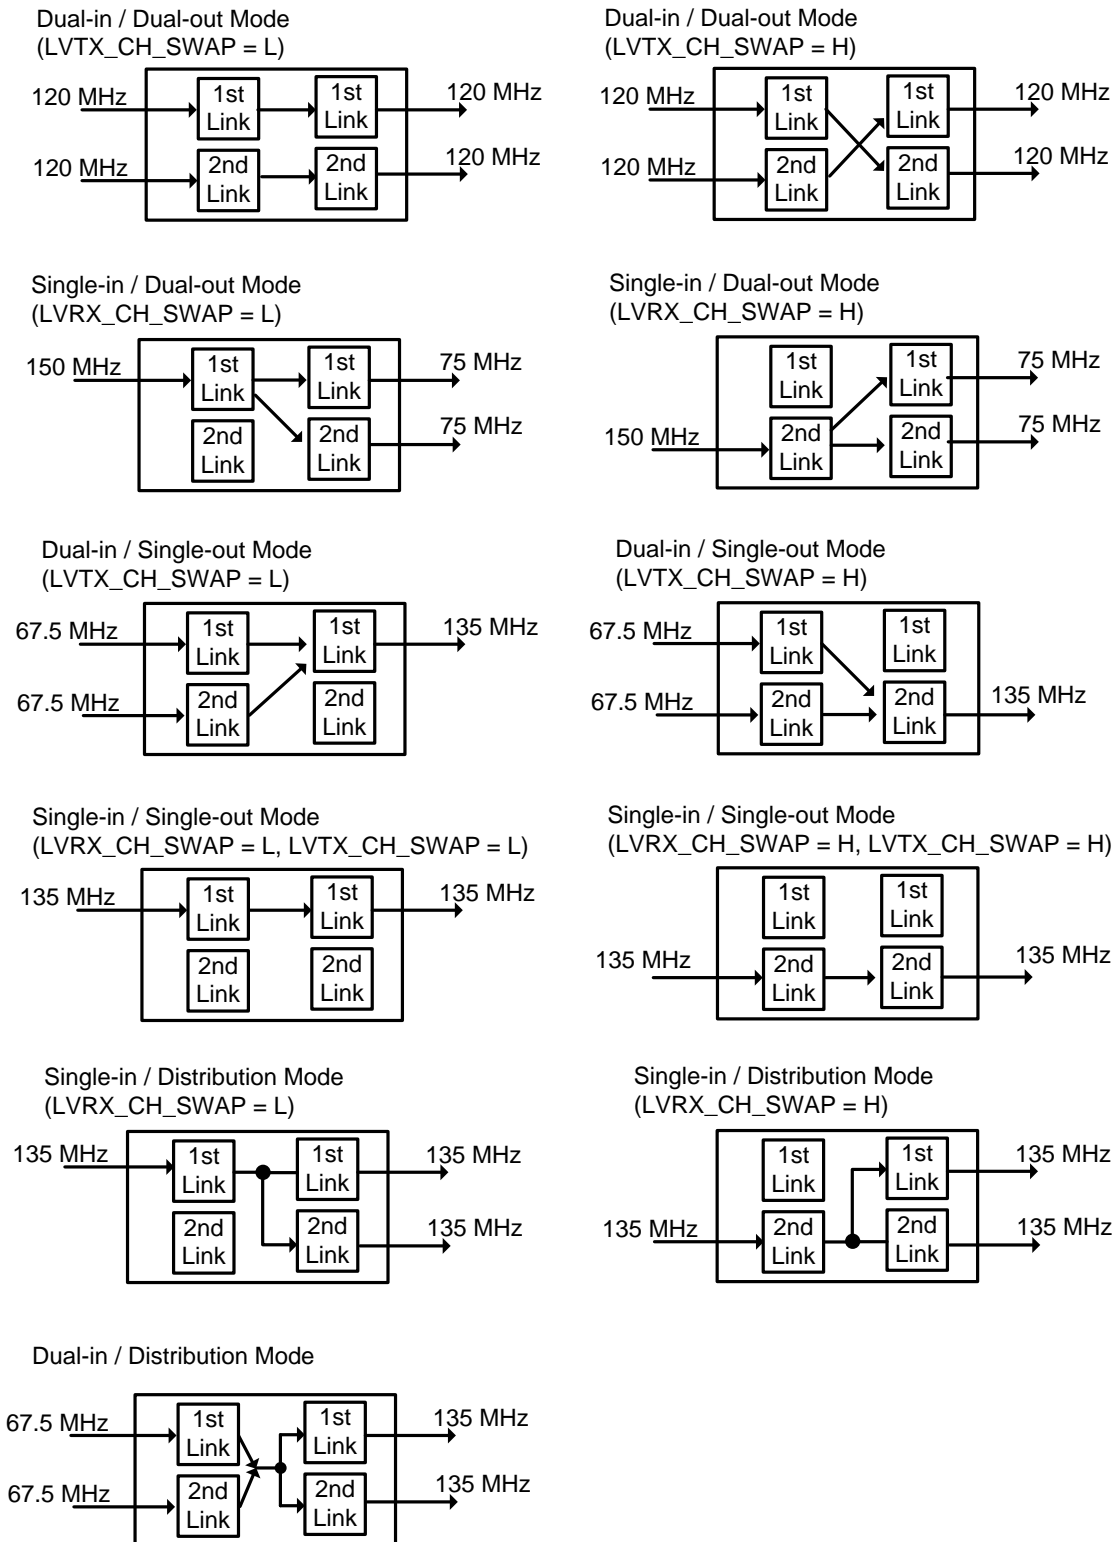 Dual-in / Dual-out Mode
(LVTX_CH_SWAP = L)
120 MHz
1st
Link
1st
Link
120 MHz
120 MHz
2nd
Link
2nd
Link
120 MHz
Dual-in / Dual-out Mode
(LVTX_CH_SWAP = H)
120 MHz
1st
Link
1st
Link
120 MHz
120 MHz
2nd
Link
2nd
Link
120 MHz
Single-in / Dual-out Mode
(LVRX_CH_SWAP = L)
150 MHz
1st
Link
1st
Link
75 MHz
2nd
Link
2nd
Link
75 MHz
Single-in / Dual-out Mode
(LVRX_CH_SWAP = H)
1st
Link
1st
Link
75 MHz
150 MHz
2nd
Link
2nd
Link
75 MHz
Dual-in / Single-out Mode
(LVTX_CH_SWAP = L)
67.5 MHz
1st
Link
1st
Link
135 MHz
67.5 MHz
2nd
Link
2nd
Link
Dual-in / Single-out Mode
(LVTX_CH_SWAP = H)
67.5 MHz
1st
Link
1st
Link
67.5 MHz
2nd
Link
2nd
Link
135 MHz
Single-in / Single-out Mode
(LVRX_CH_SWAP = L, LVTX_CH_SWAP = L)
135 MHz
1st
Link
1st
Link
135 MHz
2nd
Link
2nd
Link
Single-in / Single-out Mode
(LVRX_CH_SWAP = H, LVTX_CH_SWAP = H)
1st
Link
1st
Link
135 MHz
2nd
Link
2nd
Link
135 MHz
Single-in / Distribution Mode
(LVRX_CH_SWAP = L)
135 MHz
1st
Link
1st
Link
135 MHz
2nd
Link
2nd
Link
135 MHz
Single-in / Distribution Mode
(LVRX_CH_SWAP = H)
1st
Link
1st
Link
135 MHz
135 MHz
2nd
Link
2nd
Link
135 MHz
Dual-in / Distribution Mode
67.5 MHz
1st
Link
1st
Link
135 MHz
67.5 MHz
2nd
Link
2nd
Link
135 MHz